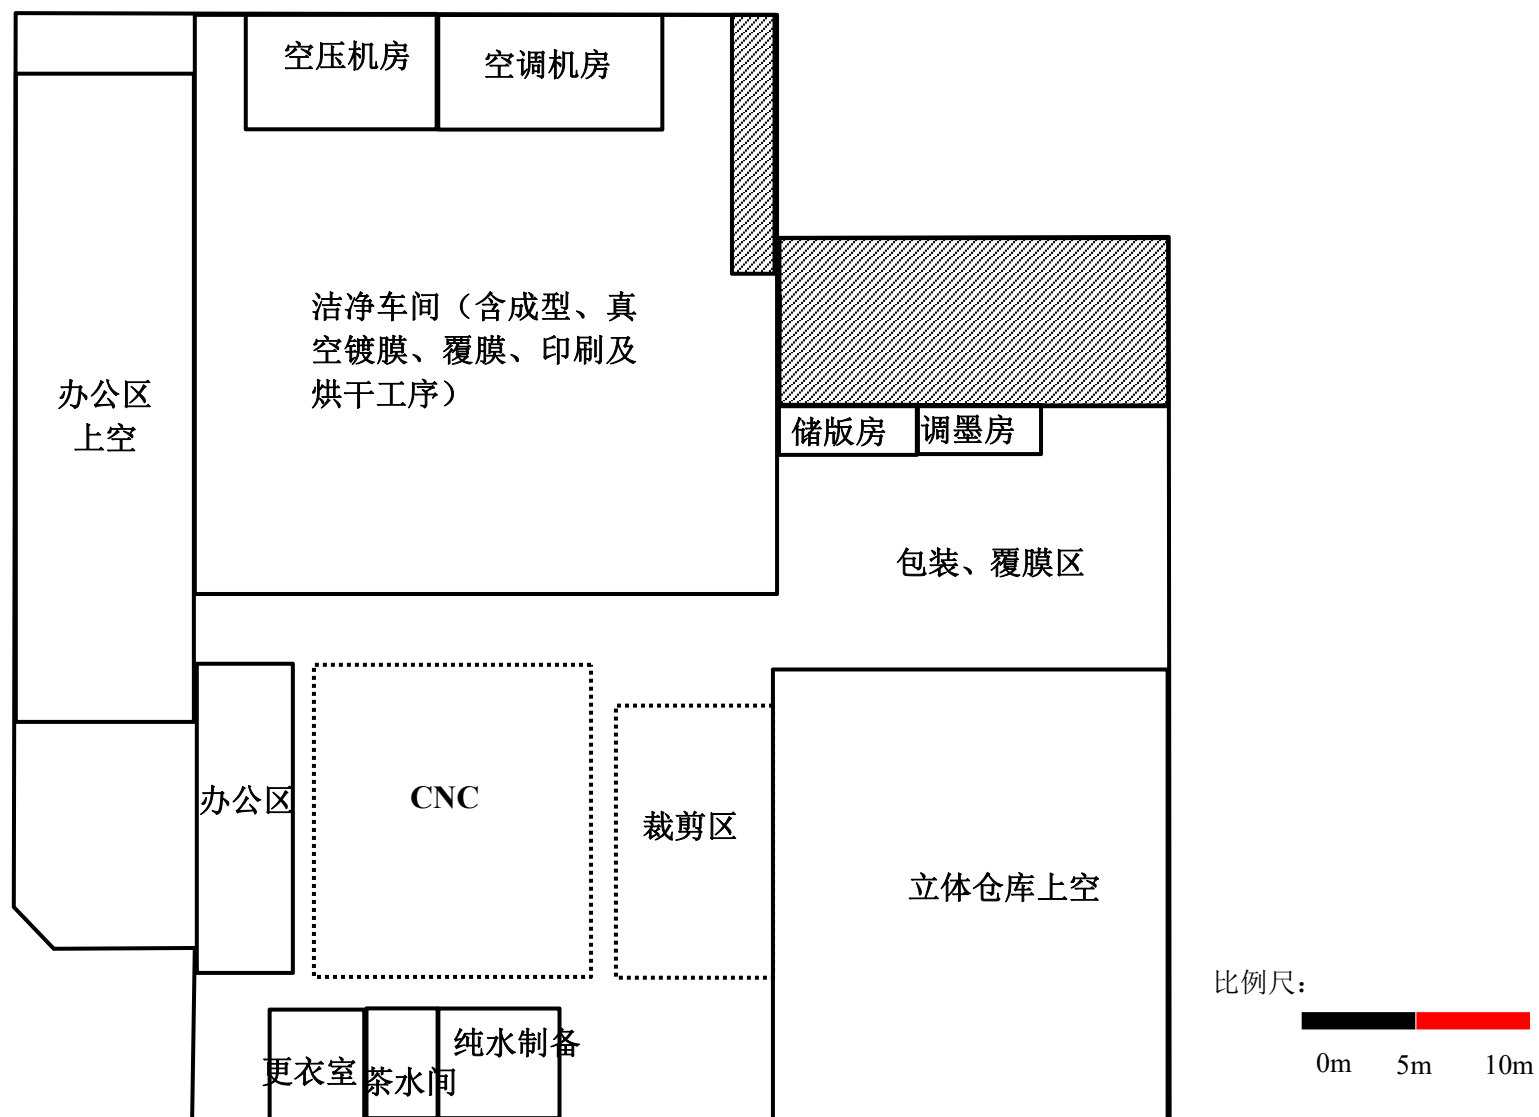 空压机房
空调机房
洁净车间（含成型、真
空镀膜、覆膜、印刷及
烘干工序）
办公区
上空
储版房
调墨房
包装、覆膜区
办公区
CNC
裁剪区
立体仓库上空
比例尺：
0m
5m
10m
更衣室
茶水间
纯水制备